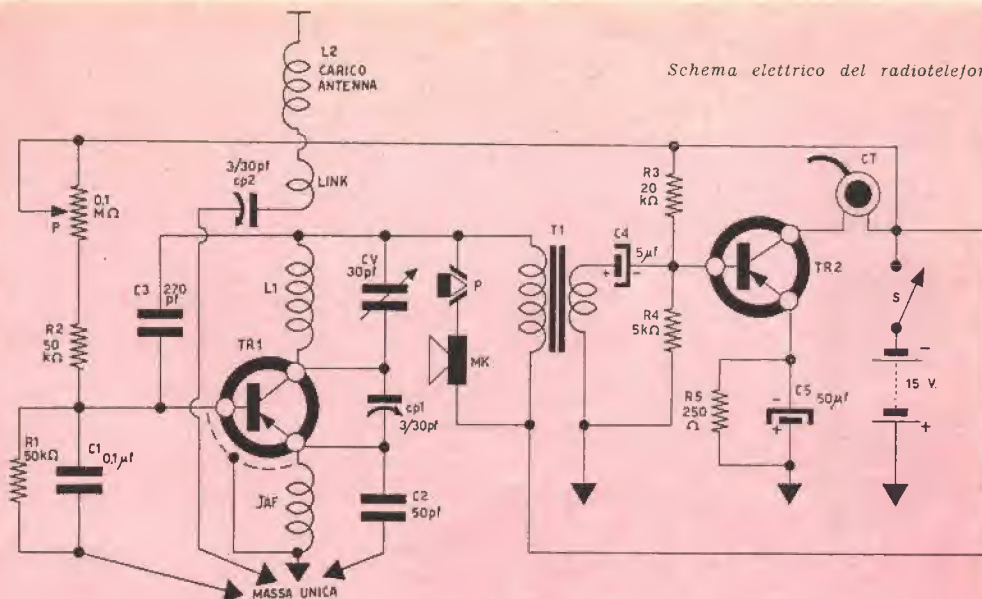 Schema elettrico del radiotelefon
L2
CARICO
ANTENNA
3/30pf
cp2
LINK
0,1
MΩ
P
C3
270
pf
L1
CV
30pf
P
MK
T1
C4
5µf
+ -
R3
20
kΩ
R4
5kΩ
CT
TR2
S
-
15 V.
+
R2
50
kΩ
TR1
cp1
3/30pf
R5
250
Ω
-
C5
+
50µf
R1
50kΩ
C1
0,1µf
JAF
C2
50pf
MASSA UNICA